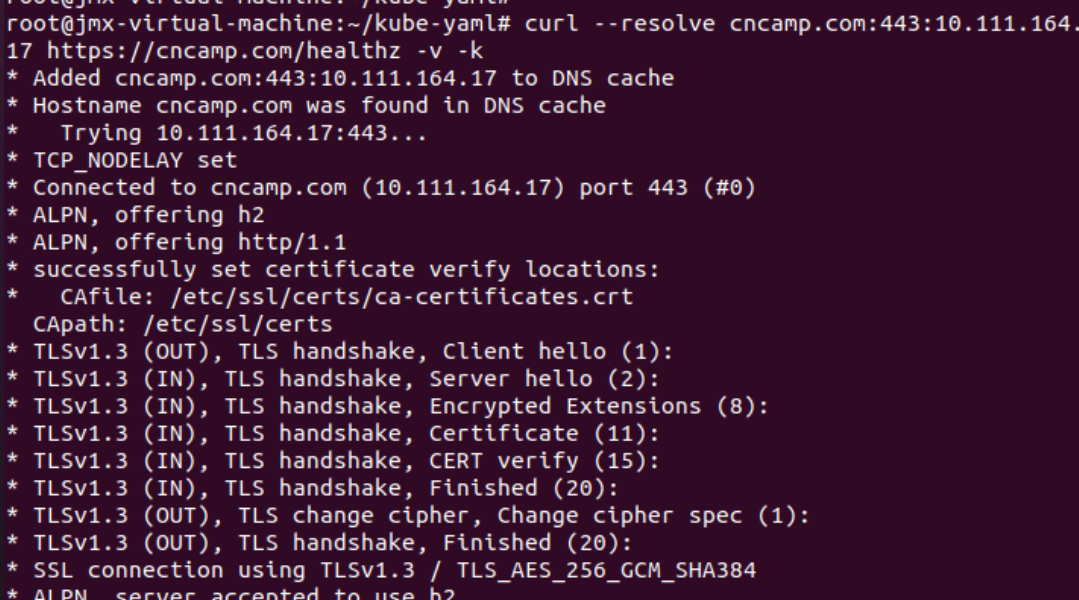 root@jmx-virtual-machine:~/kube-yaml#
root@jmx-virtual-machine:~/kube-yaml# curl --resolve cncamp.com:443:10.111.164.
17 https://cncamp.com/healthz -v -k
* Added cncamp.com:443:10.111.164.17 to DNS cache
* Hostname cncamp.com was found in DNS cache
*   Trying 10.111.164.17:443...
* TCP_NODELAY set
* Connected to cncamp.com (10.111.164.17) port 443 (#0)
* ALPN, offering h2
* ALPN, offering http/1.1
* successfully set certificate verify locations:
*   CAfile: /etc/ssl/certs/ca-certificates.crt
  CApath: /etc/ssl/certs
* TLSv1.3 (OUT), TLS handshake, Client hello (1):
* TLSv1.3 (IN), TLS handshake, Server hello (2):
* TLSv1.3 (IN), TLS handshake, Encrypted Extensions (8):
* TLSv1.3 (IN), TLS handshake, Certificate (11):
* TLSv1.3 (IN), TLS handshake, CERT verify (15):
* TLSv1.3 (IN), TLS handshake, Finished (20):
* TLSv1.3 (OUT), TLS change cipher, Change cipher spec (1):
* TLSv1.3 (OUT), TLS handshake, Finished (20):
* SSL connection using TLSv1.3 / TLS_AES_256_GCM_SHA384
* ALPN, server accepted to use h2